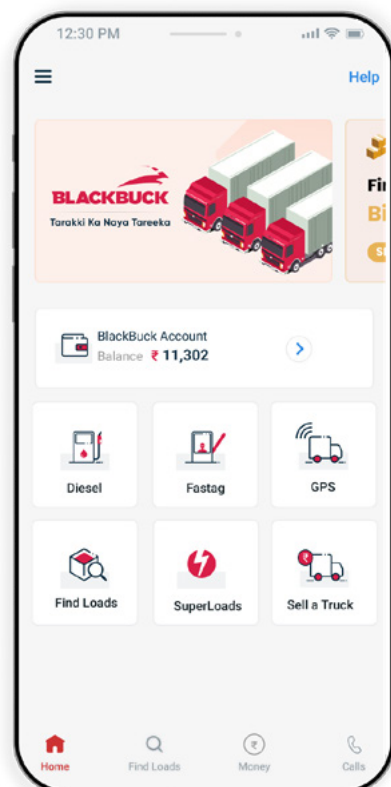 12:30 PM
Help
BLACKBUCK
Tarakki Ka Naya Tareeka
BlackBuck Account
Balance ₹ 11,302
Diesel
Fastag
GPS
Find Loads
SuperLoads
Sell a Truck
Home
Find Loads
Money
Calls